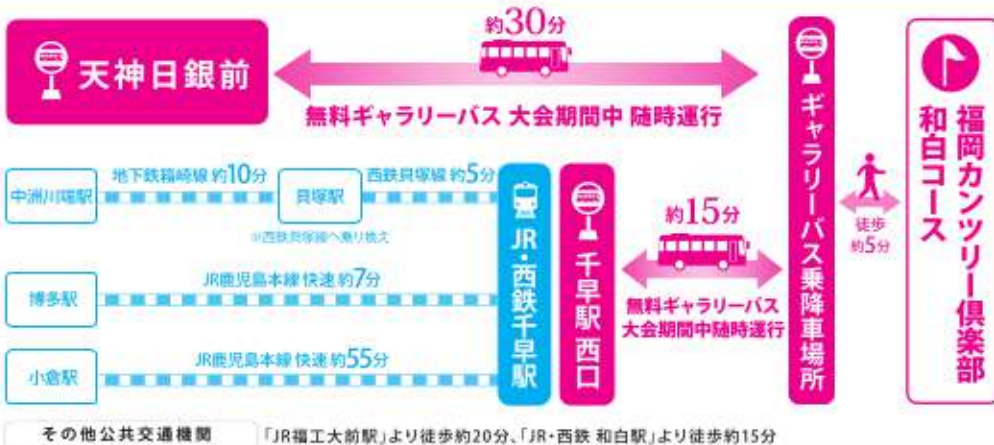 天神日銀前
約30分
無料ギャラリーバス 大会期間中 随時運行
中洲川端駅
地下鉄箱崎線 約10分
貝塚駅
西鉄貝塚線 約5分
※西鉄貝塚線へ乗り換え
博多駅
JR鹿児島本線 快速 約7分
小倉駅
JR鹿児島本線 快速 約55分
JR・西鉄千早駅
千早駅 西口
約15分
無料ギャラリーバス
大会期間中随時運行
ギャラリーバス乗降車場所
徒歩
約5分
福岡カンツリー倶楽部
和白コース
その他公共交通機関
「JR福工大前駅」より徒歩約20分、「JR・西鉄 和白駅」より徒歩約15分